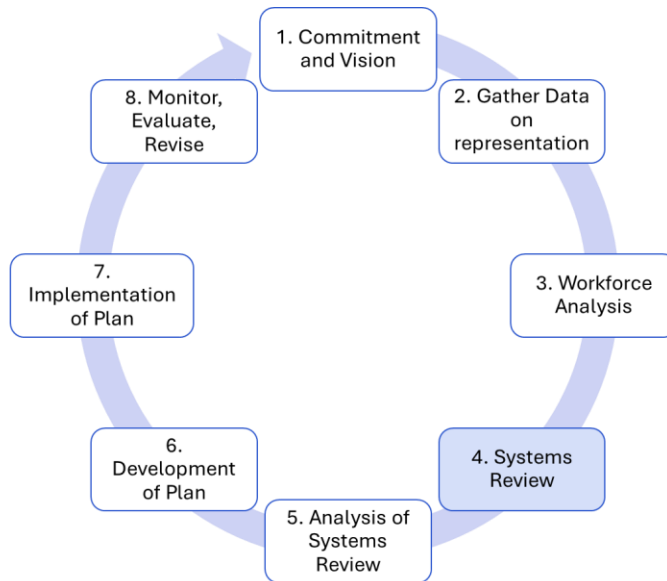 1. Commitment
and Vision
2. Gather Data
on
representation
3. Workforce
Analysis
4. Systems
Review
5. Analysis of
Systems
Review
6.
Development
of Plan
7.
Implementation
of Plan
8. Monitor,
Evaluate,
Revise